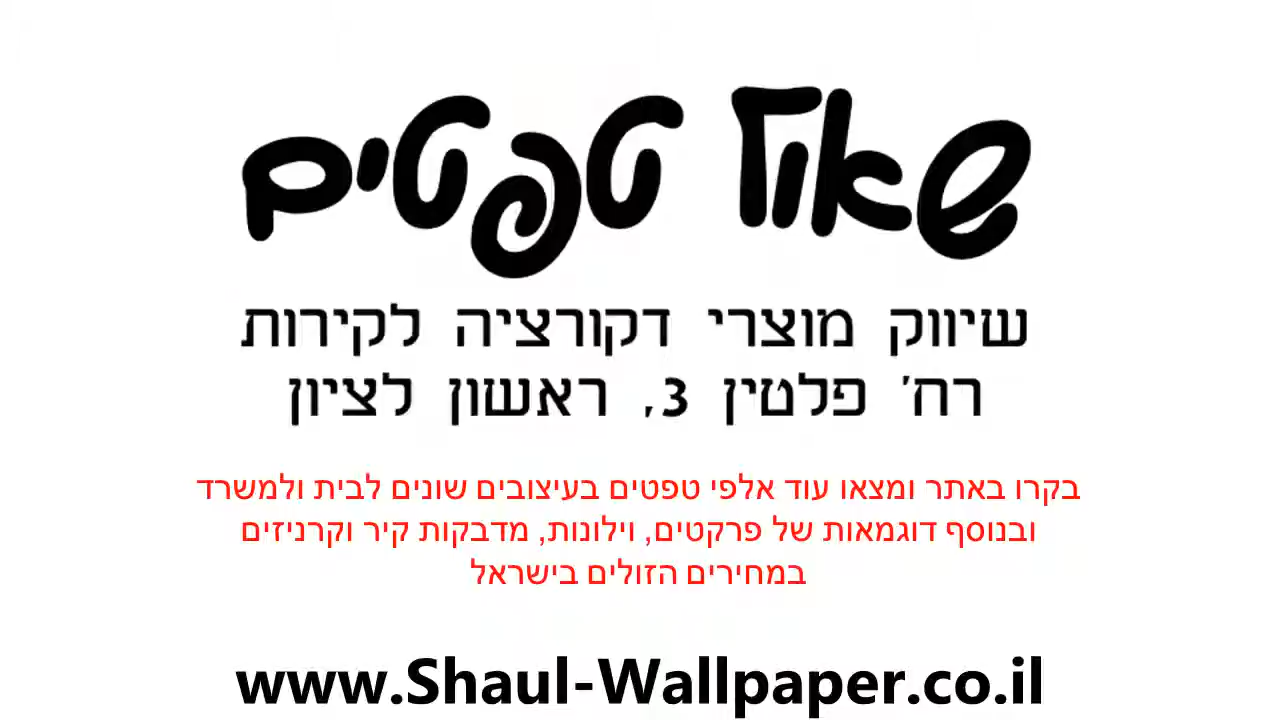 שאול טפטים
שיווק מוצרי דקורציה לקירות
רח' פלטין 3, ראשון לציון
בקרו באתר ומצאו עוד אלפי טפטים בעיצובים שונים לבית ולמשרד
ובנוסף דוגמאות של פרקטים, וילונות, מדבקות קיר וקרניזים
במחירים הזולים בישראל
www.Shaul-Wallpaper.co.il